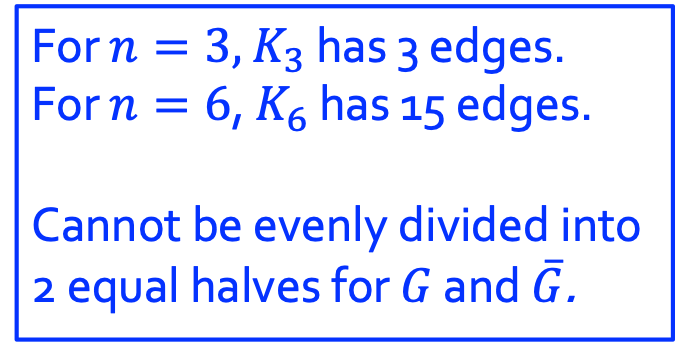 For n = 3, K₃ has 3 edges.
For n = 6, K₆ has 15 edges.
Cannot be evenly divided into
2 equal halves for G and G̅.